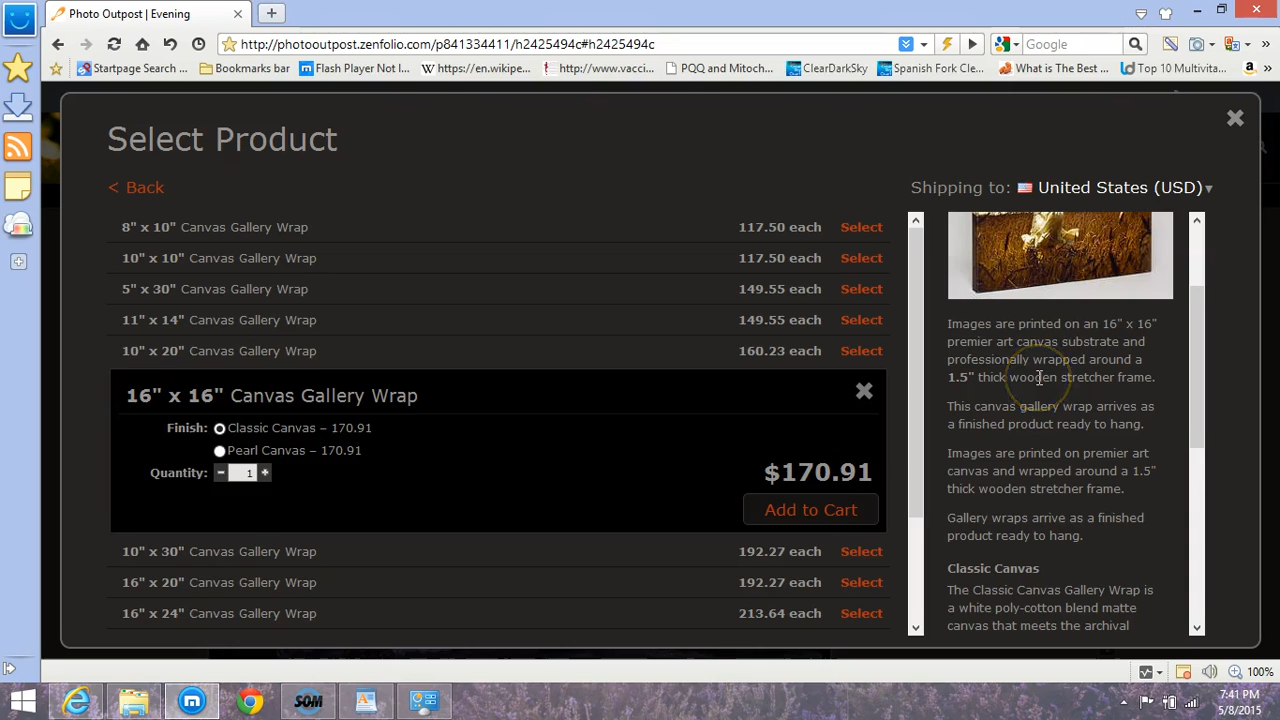 Photo Outpost | Evening
http://photooutpost.zenfolio.com/p841334411/h2425494c#h2425494c
Google
Startpage Search ...
Bookmarks bar
Flash Player Not I...
https://en.wikipe...
http://www.vacci...
PQQ and Mitoch...
ClearDarkSky
Spanish Fork Cle...
What is The Best ...
Top 10 Multivita...
Select Product
< Back
Shipping to: United States (USD)
8" x 10" Canvas Gallery Wrap 117.50 each Select
10" x 10" Canvas Gallery Wrap 117.50 each Select
5" x 30" Canvas Gallery Wrap 149.55 each Select
11" x 14" Canvas Gallery Wrap 149.55 each Select
10" x 20" Canvas Gallery Wrap 160.23 each Select
16" x 16" Canvas Gallery Wrap
Finish: Classic Canvas – 170.91
Pearl Canvas – 170.91
Quantity: - 1 +
$170.91
Add to Cart
10" x 30" Canvas Gallery Wrap 192.27 each Select
16" x 20" Canvas Gallery Wrap 192.27 each Select
16" x 24" Canvas Gallery Wrap 213.64 each Select
Images are printed on an 16" x 16"
premier art canvas substrate and
professionally wrapped around a
1.5" thick wooden stretcher frame.
This canvas gallery wrap arrives as
a finished product ready to hang.
Images are printed on premier art
canvas and wrapped around a 1.5"
thick wooden stretcher frame.
Gallery wraps arrive as a finished
product ready to hang.
Classic Canvas
The Classic Canvas Gallery Wrap is
a white poly-cotton blend matte
canvas that meets the archival
100%
SOM
7:41 PM
5/8/2015